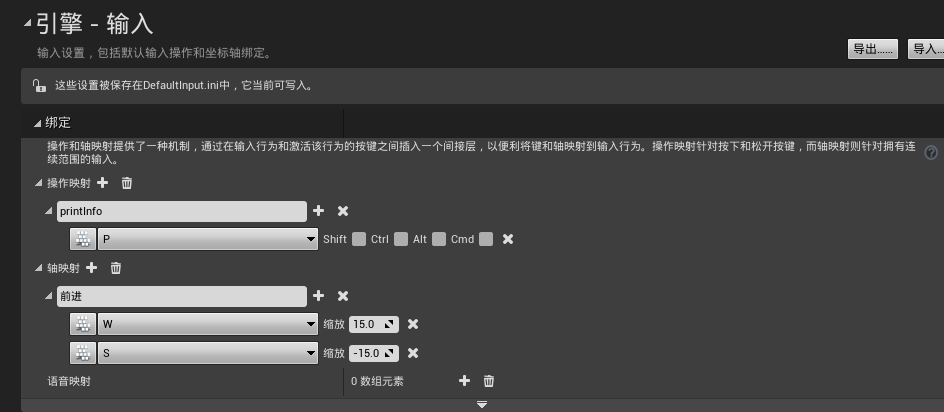 引擎 - 输入
输入设置，包括默认输入操作和坐标轴绑定。
导出......
导入...
这些设置被保存在DefaultInput.ini中，它当前可写入。
绑定
操作和轴映射提供了一种机制，通过在输入行为和激活该行为的按键之间插入一个间接层，以便利将键和轴映射到输入行为。操作映射针对按下和松开按键，而轴映射则针对拥有连
续范围的输入。
操作映射
printInfo
P Shift Ctrl Alt Cmd
轴映射
前进
W 缩放 15.0
S 缩放 -15.0
语音映射 0 数组元素